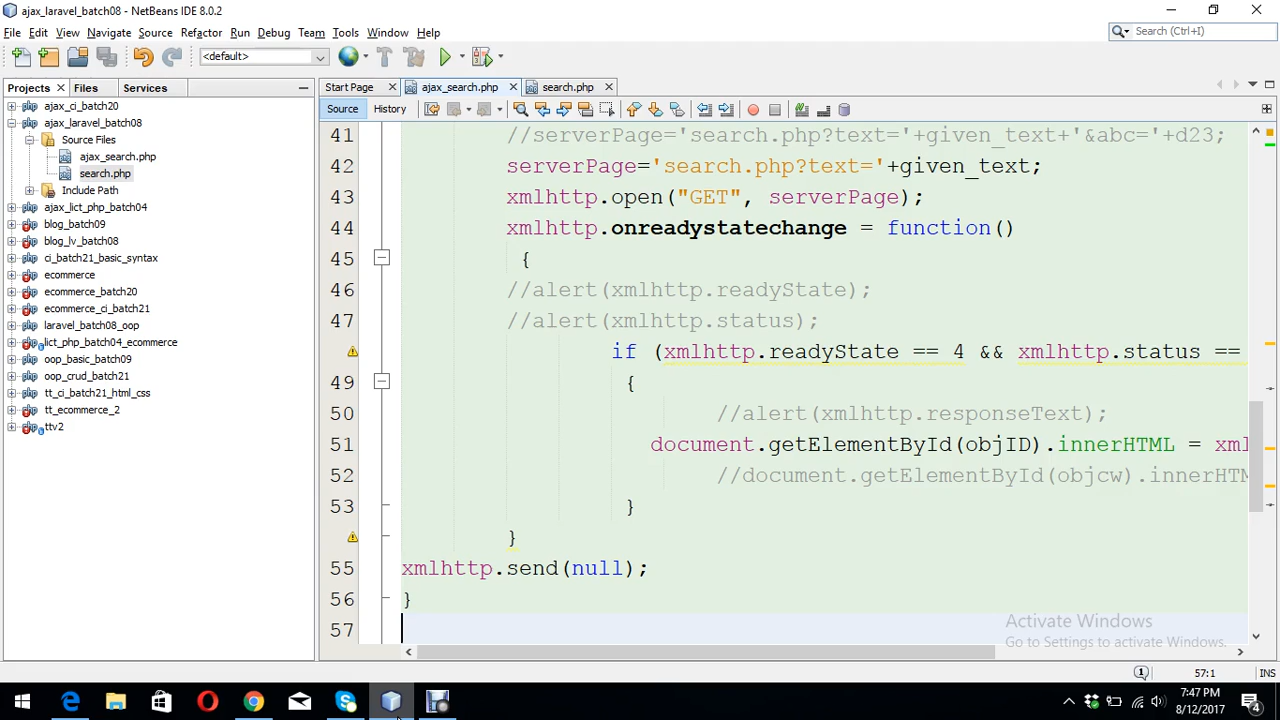 ajax_laravel_batch08 - NetBeans IDE 8.0.2
File Edit View Navigate Source Refactor Run Debug Team Tools Window Help
Search (Ctrl+I)
<default>
Projects Files Services
Start Page ajax_search.php search.php
Source History
ajax_ci_batch20
ajax_laravel_batch08
Source Files
ajax_search.php
search.php
Include Path
ajax_lict_php_batch04
blog_batch09
blog_lv_batch08
ci_batch21_basic_syntax
ecommerce
ecommerce_batch20
ecommerce_ci_batch21
laravel_batch08_oop
lict_php_batch04_ecommerce
oop_basic_batch09
oop_crud_batch21
tt_ci_batch21_html_css
tt_ecommerce_2
ttv2
41 //serverPage='search.php?text='+given_text+'&abc='+d23;
42 serverPage='search.php?text='+given_text;
43 xmlhttp.open("GET", serverPage);
44 xmlhttp.onreadystatechange = function()
45 {
46 //alert(xmlhttp.readyState);
47 //alert(xmlhttp.status);
if (xmlhttp.readyState == 4 && xmlhttp.status ==
49 {
50 //alert(xmlhttp.responseText);
51 document.getElementById(objID).innerHTML = xml
52 //document.getElementById(objcw).innerHTM
53 }
}
55 xmlhttp.send(null);
56 }
57
Activate Windows
Go to Settings to activate Windows.
1 57:1 INS
7:47 PM
8/12/2017
4